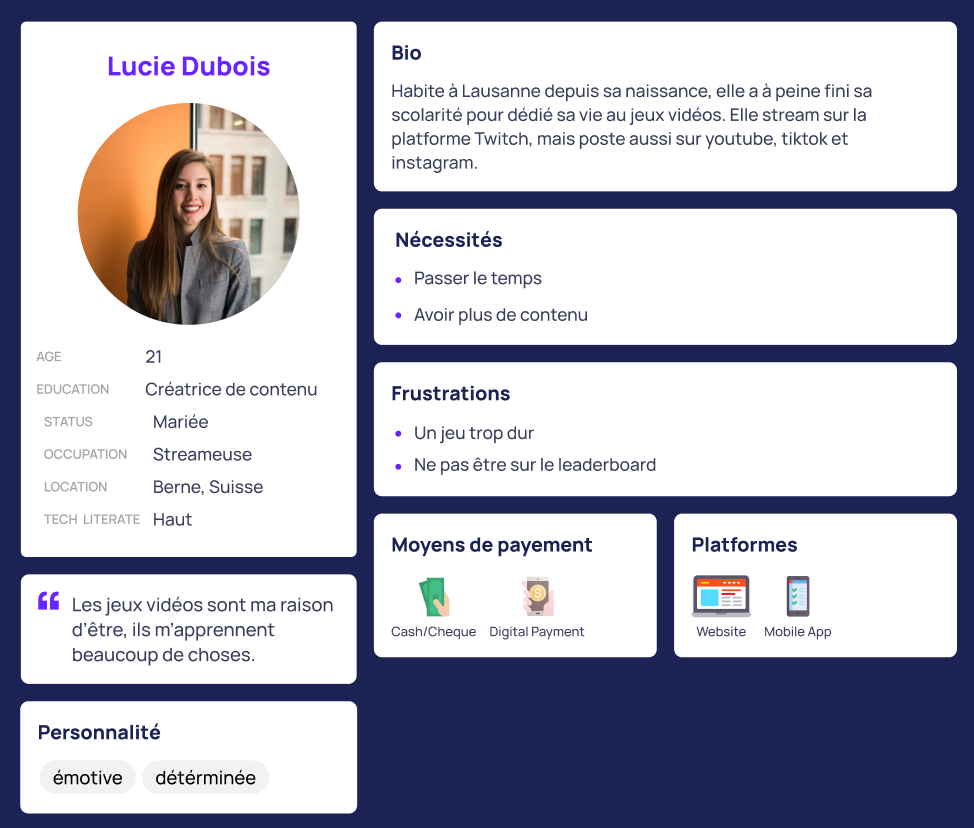 Lucie Dubois
AGE 21
EDUCATION Créatrice de contenu
STATUS Mariée
OCCUPATION Streameuse
LOCATION Berne, Suisse
TECH LITERATE Haut
Les jeux vidéos sont ma raison
d'être, ils m'apprennent
beaucoup de choses.
Personnalité
émotive détérminée
Bio
Habite à Lausanne depuis sa naissance, elle a à peine fini sa
scolarité pour dédié sa vie au jeux vidéos. Elle stream sur la
platforme Twitch, mais poste aussi sur youtube, tiktok et
instagram.
Nécessités
Passer le temps
Avoir plus de contenu
Frustrations
Un jeu trop dur
Ne pas être sur le leaderboard
Moyens de payement
Cash/Cheque Digital Payment
Platformes
Website Mobile App